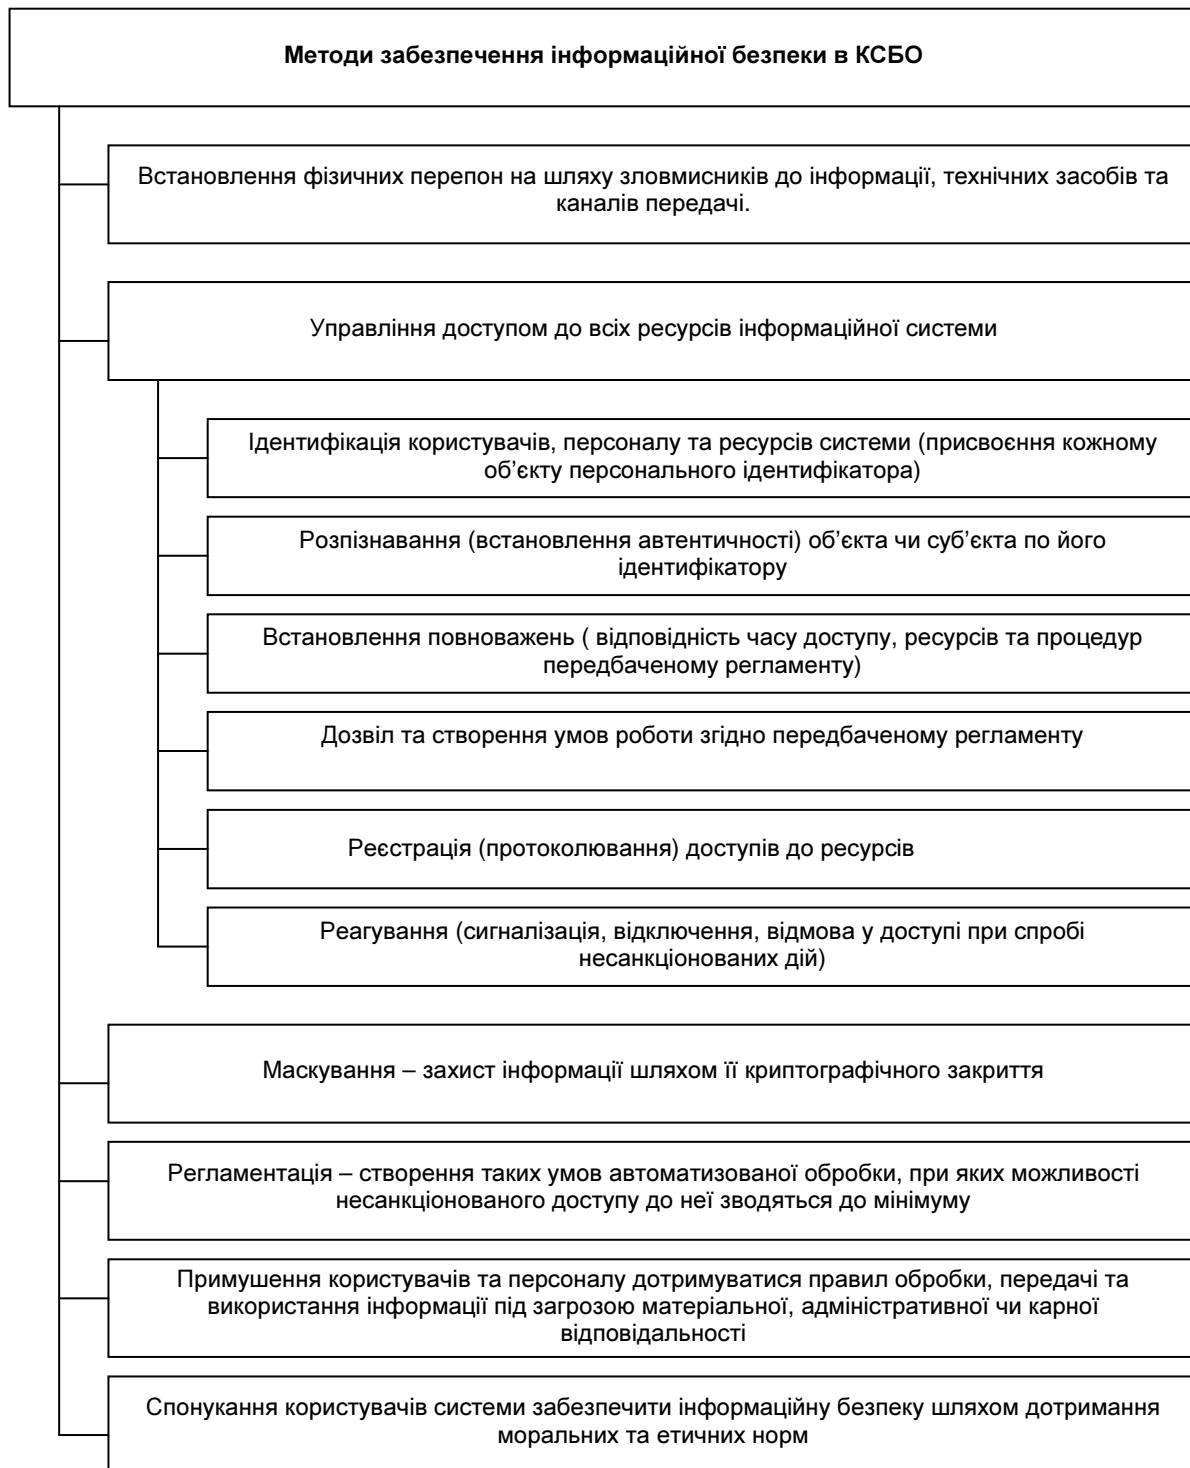 Методи забезпечення інформаційної безпеки в КСБО
Встановлення фізичних перепон на шляху зловмисників до інформації, технічних засобів та
каналів передачі.
Управління доступом до всіх ресурсів інформаційної системи
Ідентифікація користувачів, персоналу та ресурсів системи (присвоєння кожному
об’єкту персонального ідентифікатора)
Розпізнавання (встановлення автентичності) об’єкта чи суб’єкта по його
ідентифікатору
Встановлення повноважень ( відповідність часу доступу, ресурсів та процедур
передбаченому регламенту)
Дозвіл та створення умов роботи згідно передбаченому регламенту
Реєстрація (протоколювання) доступів до ресурсів
Реагування (сигналізація, відключення, відмова у доступі при спробі
несанкціонованих дій)
Маскування – захист інформації шляхом її криптографічного закриття
Регламентація – створення таких умов автоматизованої обробки, при яких можливості
несанкціонованого доступу до неї зводяться до мінімуму
Примушення користувачів та персоналу дотримуватися правил обробки, передачі та
використання інформації під загрозою матеріальної, адміністративної чи карної
відповідальності
Спонукання користувачів системи забезпечити інформаційну безпеку шляхом дотримання
моральних та етичних норм